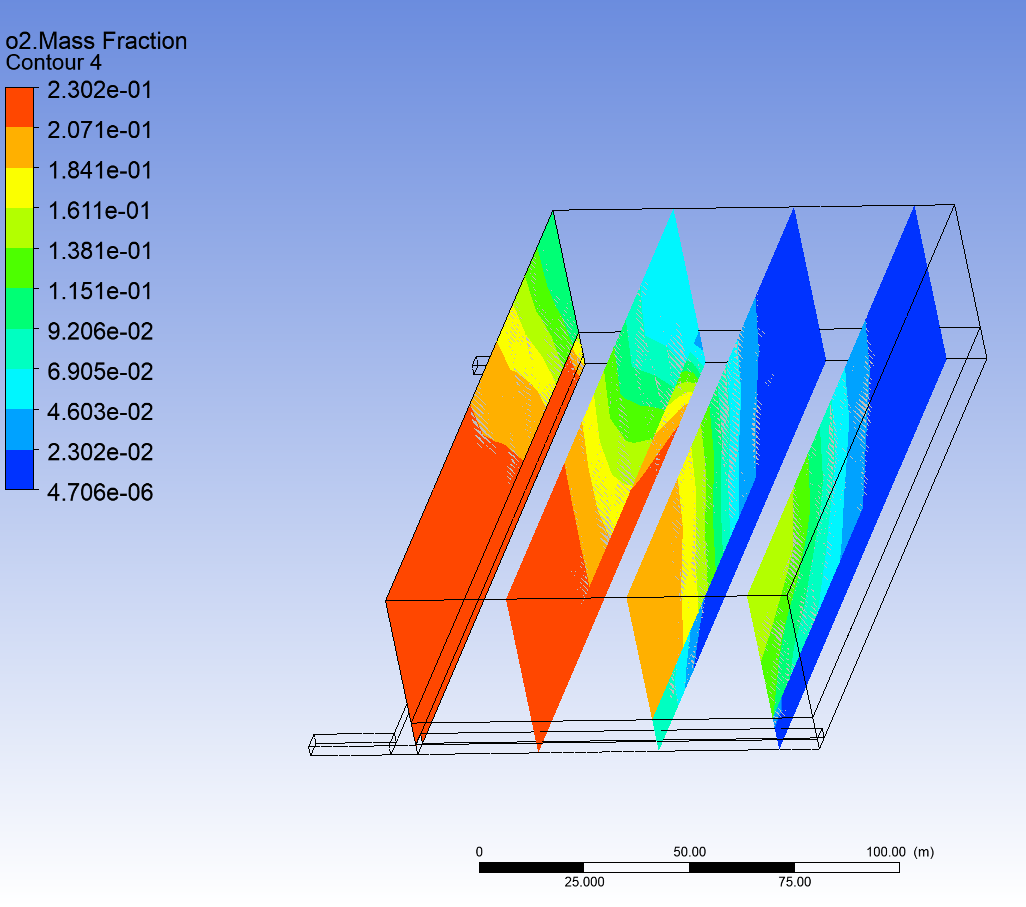 o2.Mass Fraction
Contour 4
2.302e-01
2.071e-01
1.841e-01
1.611e-01
1.381e-01
1.151e-01
9.206e-02
6.905e-02
4.603e-02
2.302e-02
4.706e-06
0 50.00 100.00 (m)
25.000 75.00